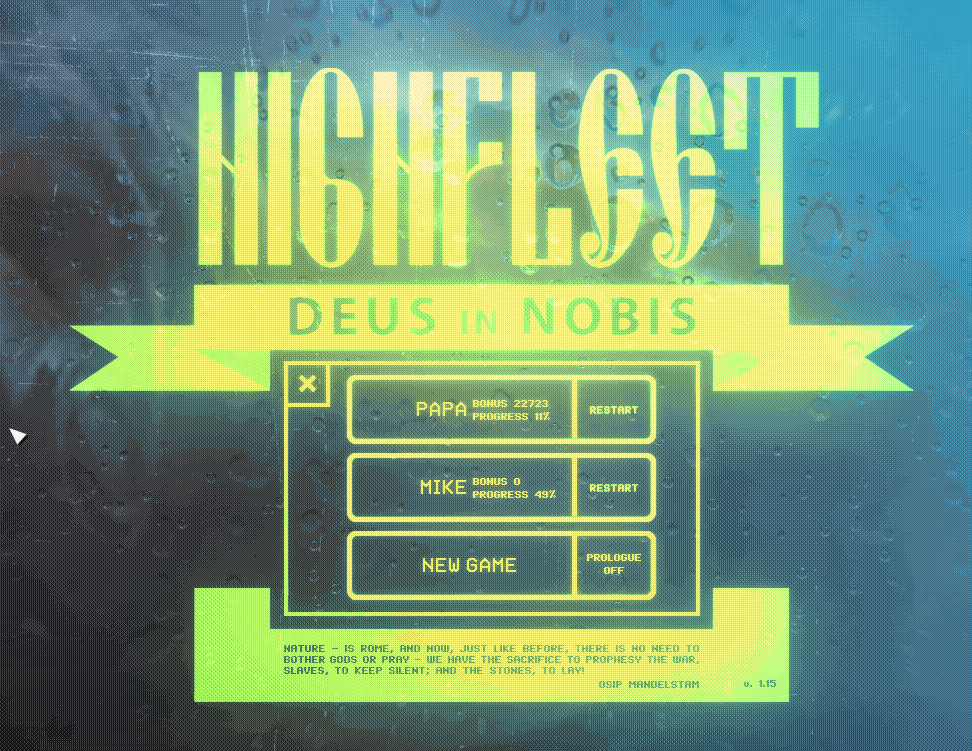 HIGHFLEET
DEUS IN NOBIS
PAPA BONUS 22723
PROGRESS 11%
RESTART
MIKE BONUS 0
PROGRESS 49%
RESTART
NEW GAME
PROLOGUE
OFF
NATURE – IS ROME, AND NOW, JUST LIKE BEFORE, THERE IS NO NEED TO
BOTHER GODS OR PRAY – WE HAVE THE SACRIFICE TO PROPHESY THE WAR,
SLAVES, TO KEEP SILENT; AND THE STONES, TO LAY!
OSIP MANDELSTAM
v. 1.15